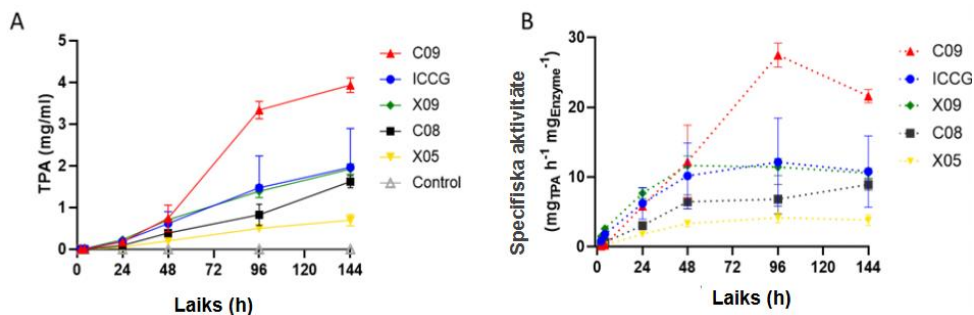 A
TPA (mg/ml)
5
4
3
2
1
0
0 24 48 72 96 120 144
Laiks (h)
C09
ICCG
X09
C08
X05
Control
B
Specifiska aktivitāte
(mgTPA h-1 mgEnzyme-1)
30
20
10
0
0 24 48 72 96 120 144
Laiks (h)
C09
ICCG
X09
C08
X05